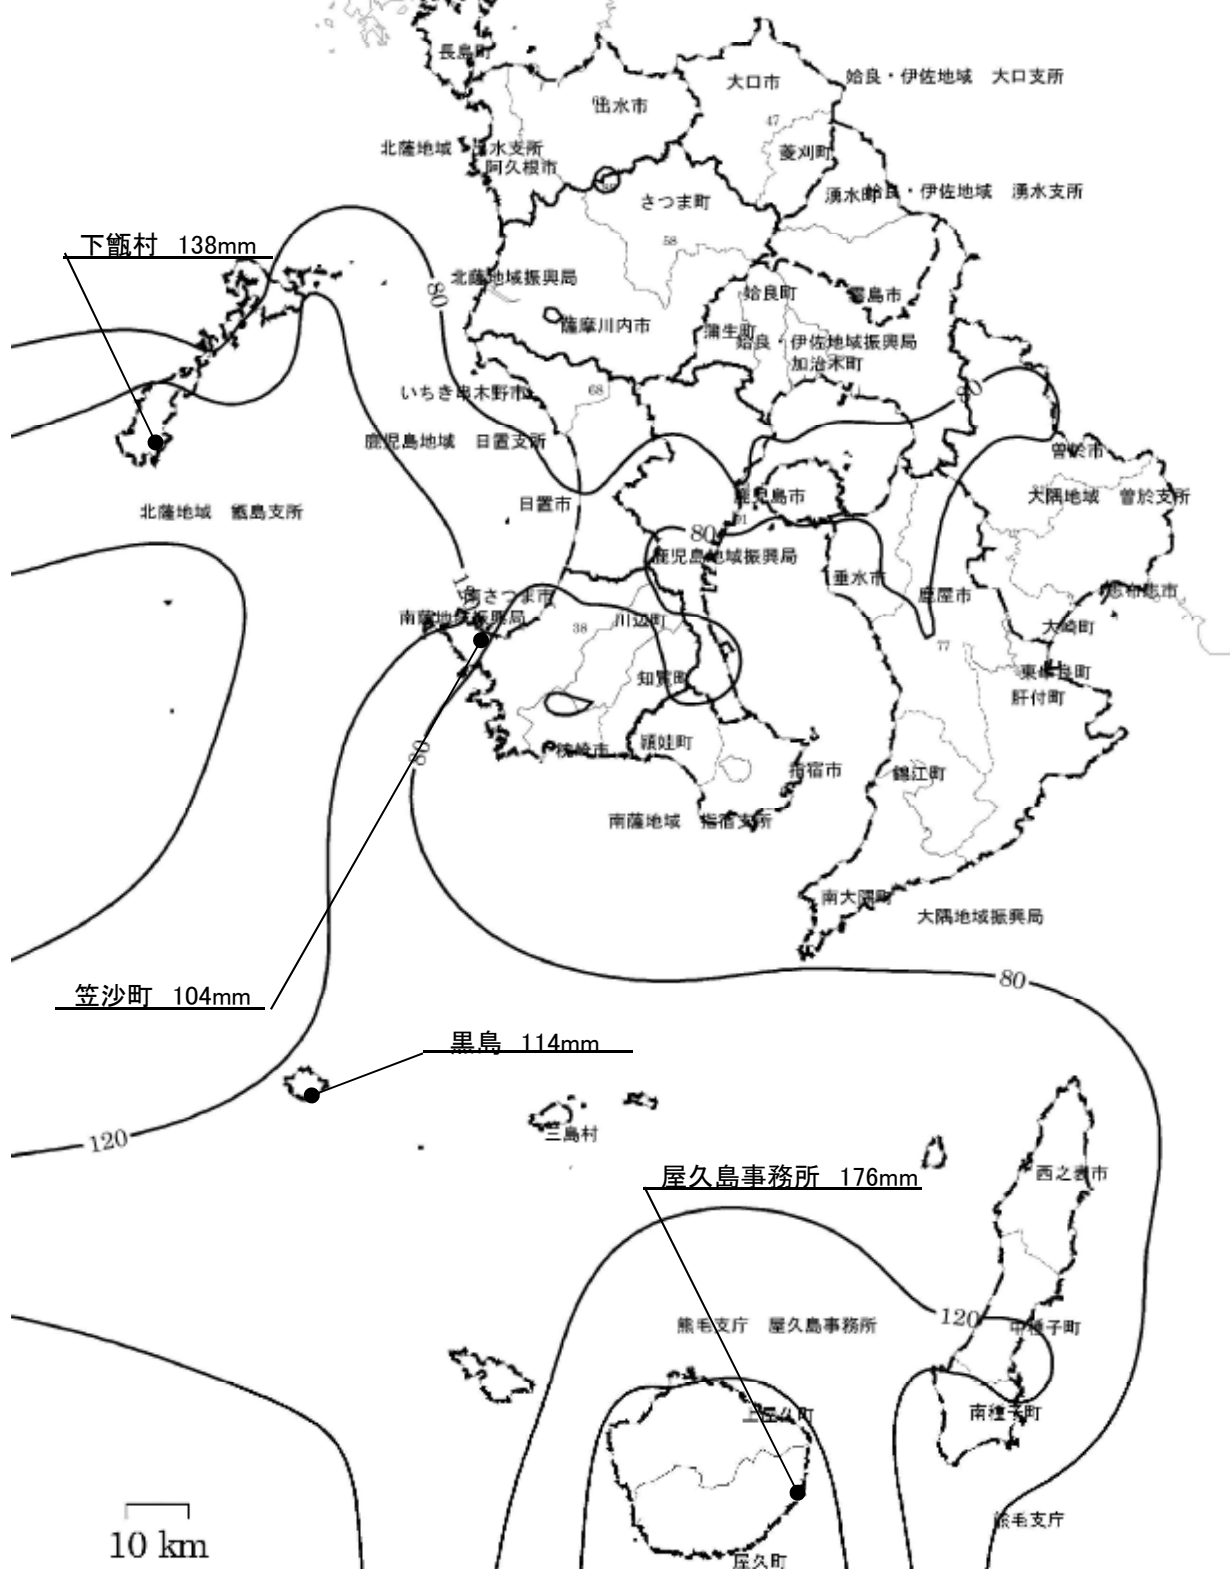 長島町
大口市
姶良・伊佐地域　大口支所
出水市
47
北薩地域　出水支所
阿久根市
菱刈町
さつま町
湧水町
姶良・伊佐地域　湧水支所
下甑村　138mm
58
北薩地域振興局
80
姶良町
霧島市
薩摩川内市
蒲生町
姶良・伊佐地域振興局
加治木町
いちき串木野市
68
80
鹿児島地域　日置支所
曽於市
日置市
鹿児島市
大隅地域　曽於支所
北薩地域　甑島支所
91
80
鹿児島地域振興局
垂水市
鹿屋市
志布志市
南さつま市
南薩地域振興局
38
川辺町
大崎町
77
知覧町
東串良町
肝付町
80
枕崎市
頴娃町
指宿市
錦江町
南薩地域　指宿支所
南大隅町
大隅地域振興局
笠沙町　104mm
80
黒島　114mm
120
三島村
屋久島事務所　176mm
西之表市
120
中種子町
熊毛支庁　屋久島事務所
上屋久町
南種子町
熊毛支庁
10 km
屋久町